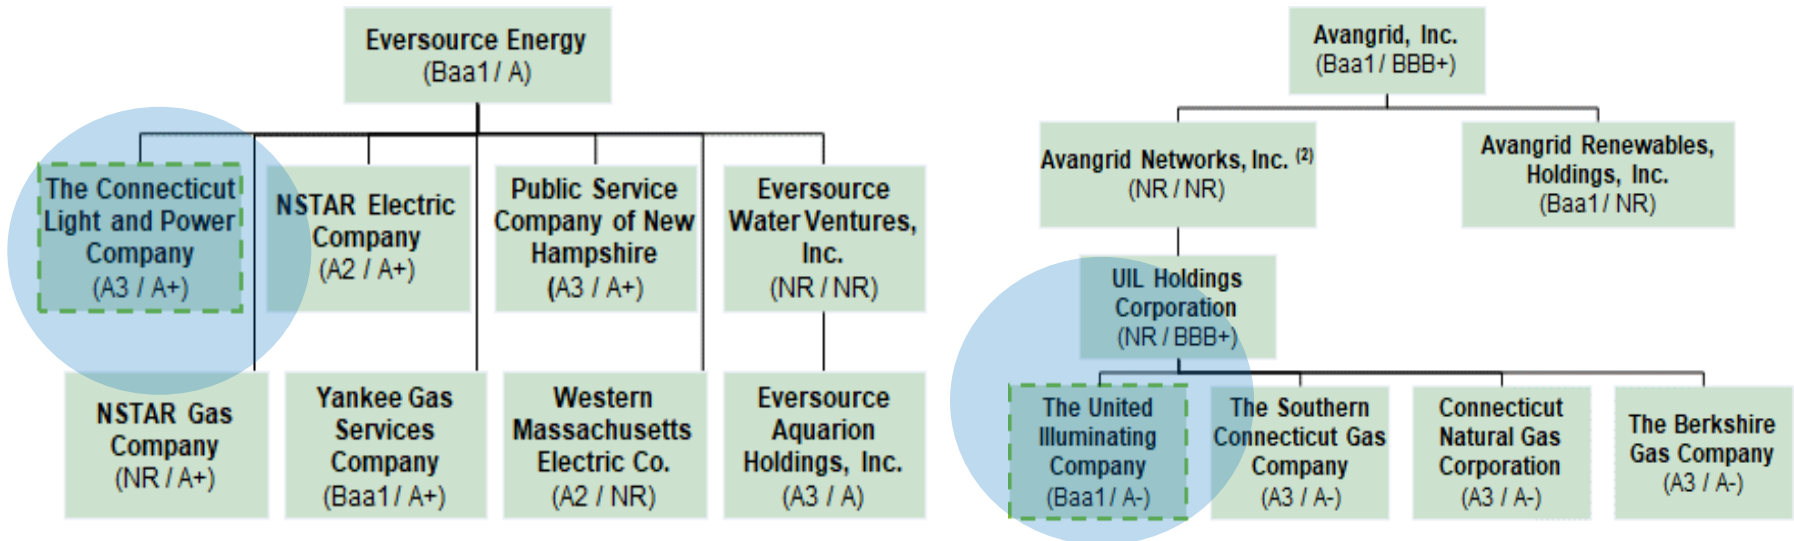 Eversource Energy
(Baa1 / A)
The Connecticut
Light and Power
Company
(A3 / A+)
NSTAR Electric
Company
(A2 / A+)
Public Service
Company of New
Hampshire
(A3 / A+)
Eversource
Water Ventures,
Inc.
(NR / NR)
NSTAR Gas
Company
(NR / A+)
Yankee Gas
Services
Company
(Baa1 / A+)
Western
Massachusetts
Electric Co.
(A2 / NR)
Eversource
Aquarion
Holdings, Inc.
(A3 / A)
Avangrid, Inc.
(Baa1 / BBB+)
Avangrid Networks, Inc. (2)
(NR / NR)
Avangrid Renewables,
Holdings, Inc.
(Baa1 / NR)
UIL Holdings
Corporation
(NR / BBB+)
The United
Illuminating
Company
(Baa1 / A-)
The Southern
Connecticut Gas
Company
(A3 / A-)
Connecticut
Natural Gas
Corporation
(A3 / A-)
The Berkshire
Gas Company
(A3 / A-)